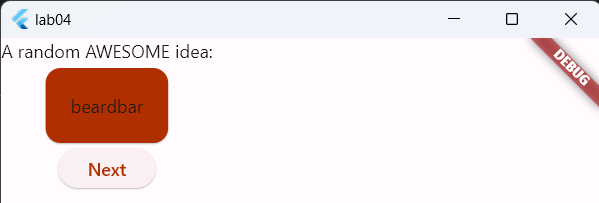 lab04
A random AWESOME idea:
DEBUG
beardbar
Next